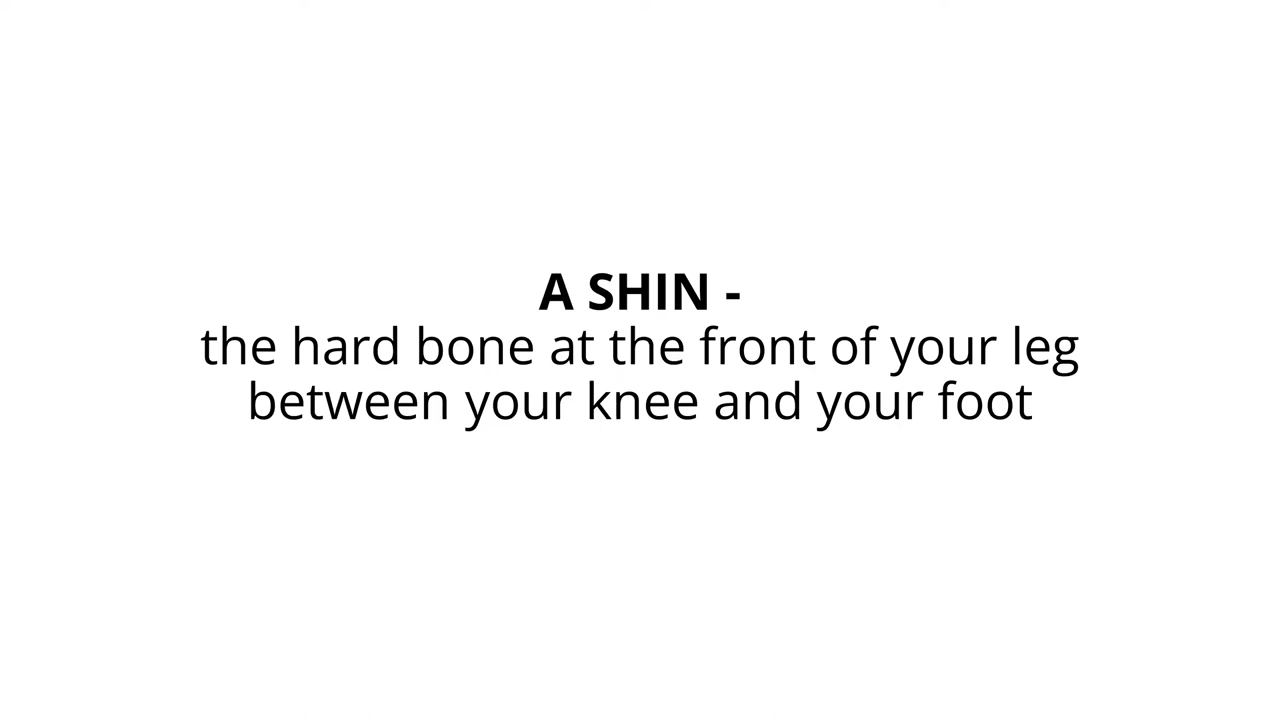 A SHIN -
the hard bone at the front of your leg
between your knee and your foot